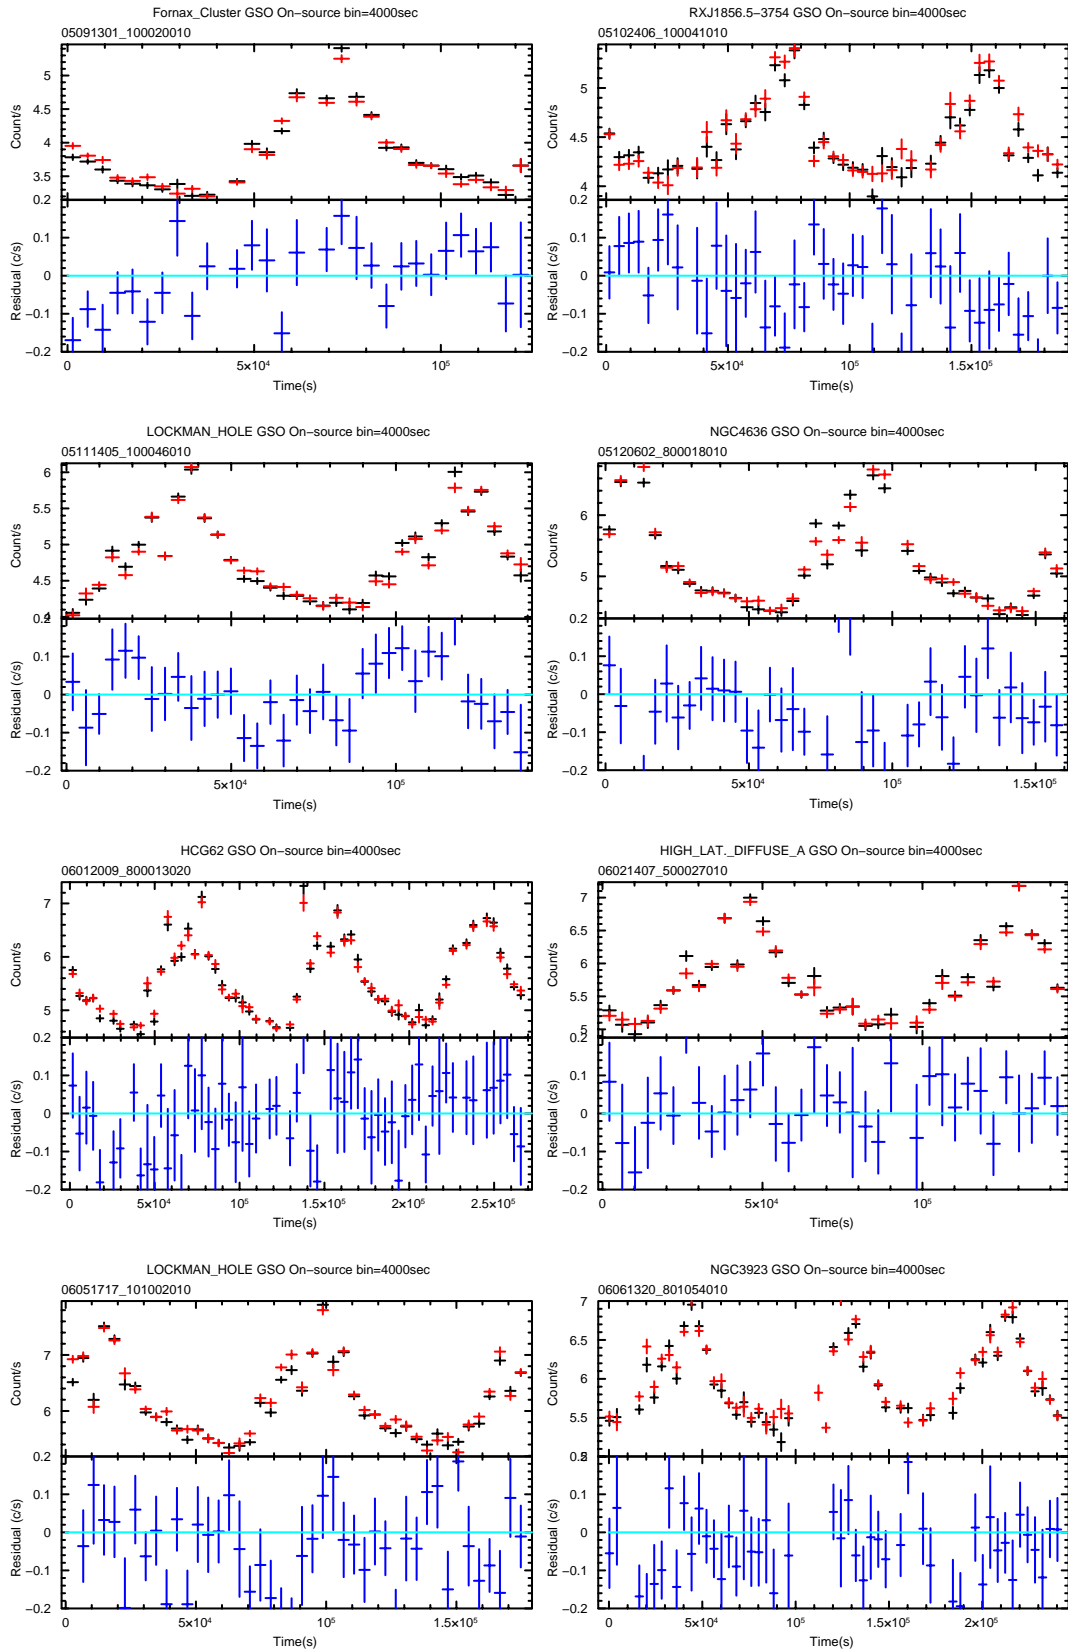 Fornax_Cluster GSO On−source bin=4000sec
05091301_100020010
Count/s
5
4.5
4
3.5
3
Residual (c/s)
0.2
0.1
0
−0.1
−0.2
0 5×10⁴ 10⁵
Time(s)
RXJ1856.5−3754 GSO On−source bin=4000sec
05102406_100041010
Count/s
5
4.5
4
Residual (c/s)
0.2
0.1
0
−0.1
−0.2
0 5×10⁴ 10⁵ 1.5×10⁵
Time(s)
LOCKMAN_HOLE GSO On−source bin=4000sec
05111405_100046010
Count/s
6
5.5
5
4.5
4
Residual (c/s)
0.2
0.1
0
−0.1
−0.2
0 5×10⁴ 10⁵
Time(s)
NGC4636 GSO On−source bin=4000sec
05120602_800018010
Count/s
6
5
Residual (c/s)
0.2
0.1
0
−0.1
−0.2
0 5×10⁴ 10⁵ 1.5×10⁵
Time(s)
HCG62 GSO On−source bin=4000sec
06012009_800013020
Count/s
7
6
5
Residual (c/s)
0.2
0.1
0
−0.1
−0.2
0 5×10⁴ 10⁵ 1.5×10⁵ 2×10⁵ 2.5×10⁵
Time(s)
HIGH_LAT._DIFFUSE_A GSO On−source bin=4000sec
06021407_500027010
Count/s
7
6.5
6
5.5
5
Residual (c/s)
0.2
0.1
0
−0.1
−0.2
0 5×10⁴ 10⁵
Time(s)
LOCKMAN_HOLE GSO On−source bin=4000sec
06051717_101002010
Count/s
7
6
Residual (c/s)
0.2
0.1
0
−0.1
−0.2
0 5×10⁴ 10⁵ 1.5×10⁵
Time(s)
NGC3923 GSO On−source bin=4000sec
06061320_801054010
Count/s
7
6.5
6
5.5
5
Residual (c/s)
0.2
0.1
0
−0.1
−0.2
0 5×10⁴ 10⁵ 1.5×10⁵ 2×10⁵
Time(s)